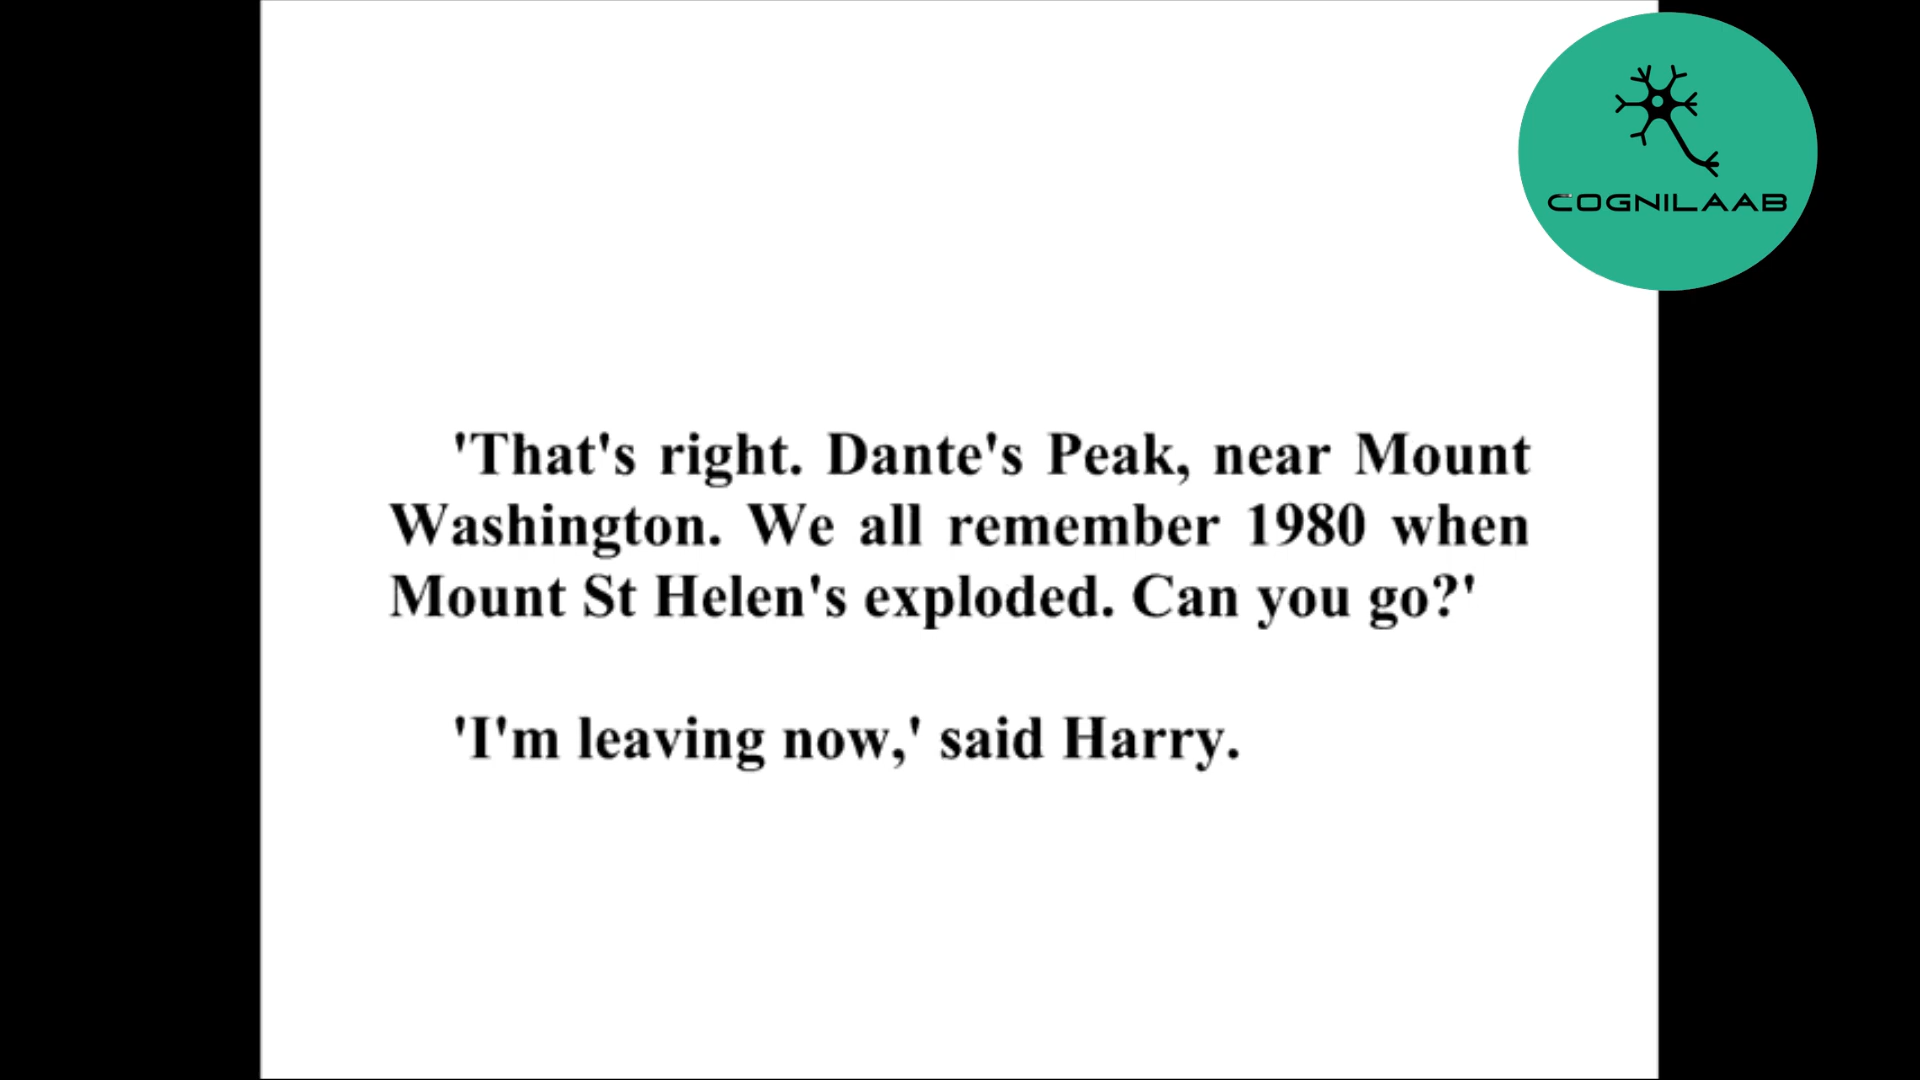 COGNILAAB
'That's right. Dante's Peak, near Mount
Washington. We all remember 1980 when
Mount St Helen's exploded. Can you go?'
'I'm leaving now,' said Harry.